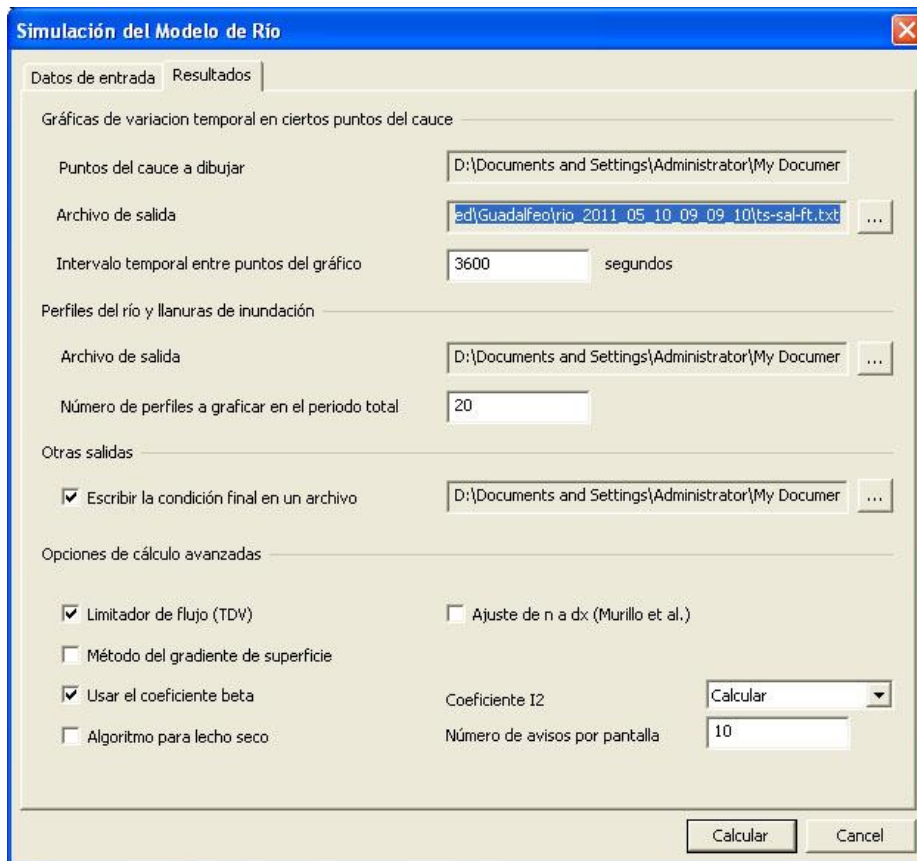 Simulación del Modelo de Río
Datos de entrada Resultados
Gráficas de variacion temporal en ciertos puntos del cauce
Puntos del cauce a dibujar D:\Documents and Settings\Administrator\My Documer
Archivo de salida ed\Guadalfeo\rio_2011_05_10_09_09_10\ts-sal-ft.txt ...
Intervalo temporal entre puntos del gráfico 3600 segundos
Perfiles del río y llanuras de inundación
Archivo de salida D:\Documents and Settings\Administrator\My Documer ...
Número de perfiles a graficar en el periodo total 20
Otras salidas
Escribir la condición final en un archivo D:\Documents and Settings\Administrator\My Documer ...
Opciones de cálculo avanzadas
Limitador de flujo (TDV) Ajuste de n a dx (Murillo et al.)
Método del gradiente de superficie
Usar el coeficiente beta Coeficiente I2 Calcular
Algoritmo para lecho seco Número de avisos por pantalla 10
Calcular Cancel